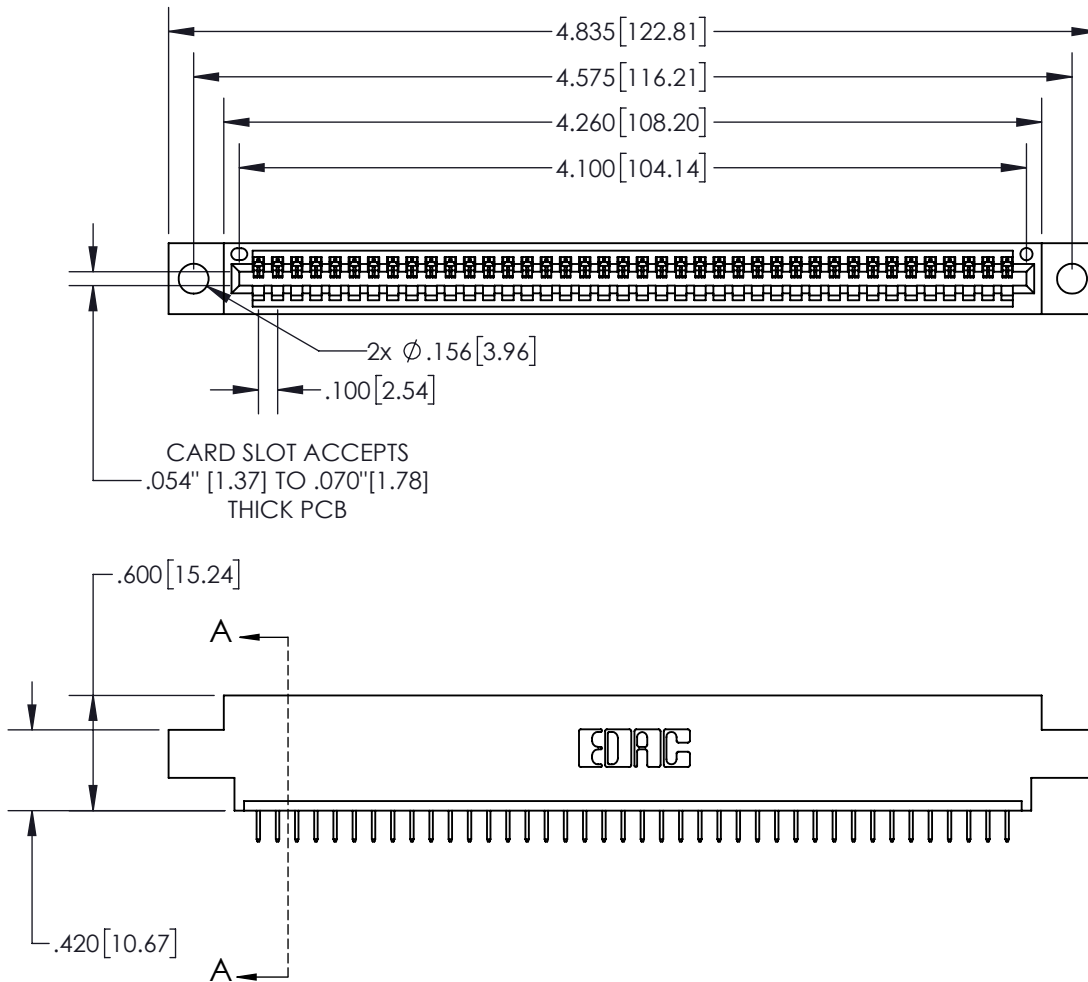 4.835[122.81]
4.575[116.21]
4.260[108.20]
4.100[104.14]
2x Ø .156[3.96]
.100[2.54]
CARD SLOT ACCEPTS
.054" [1.37] TO .070"[1.78]
THICK PCB
.600[15.24]
A
EDAC
.420[10.67]
A